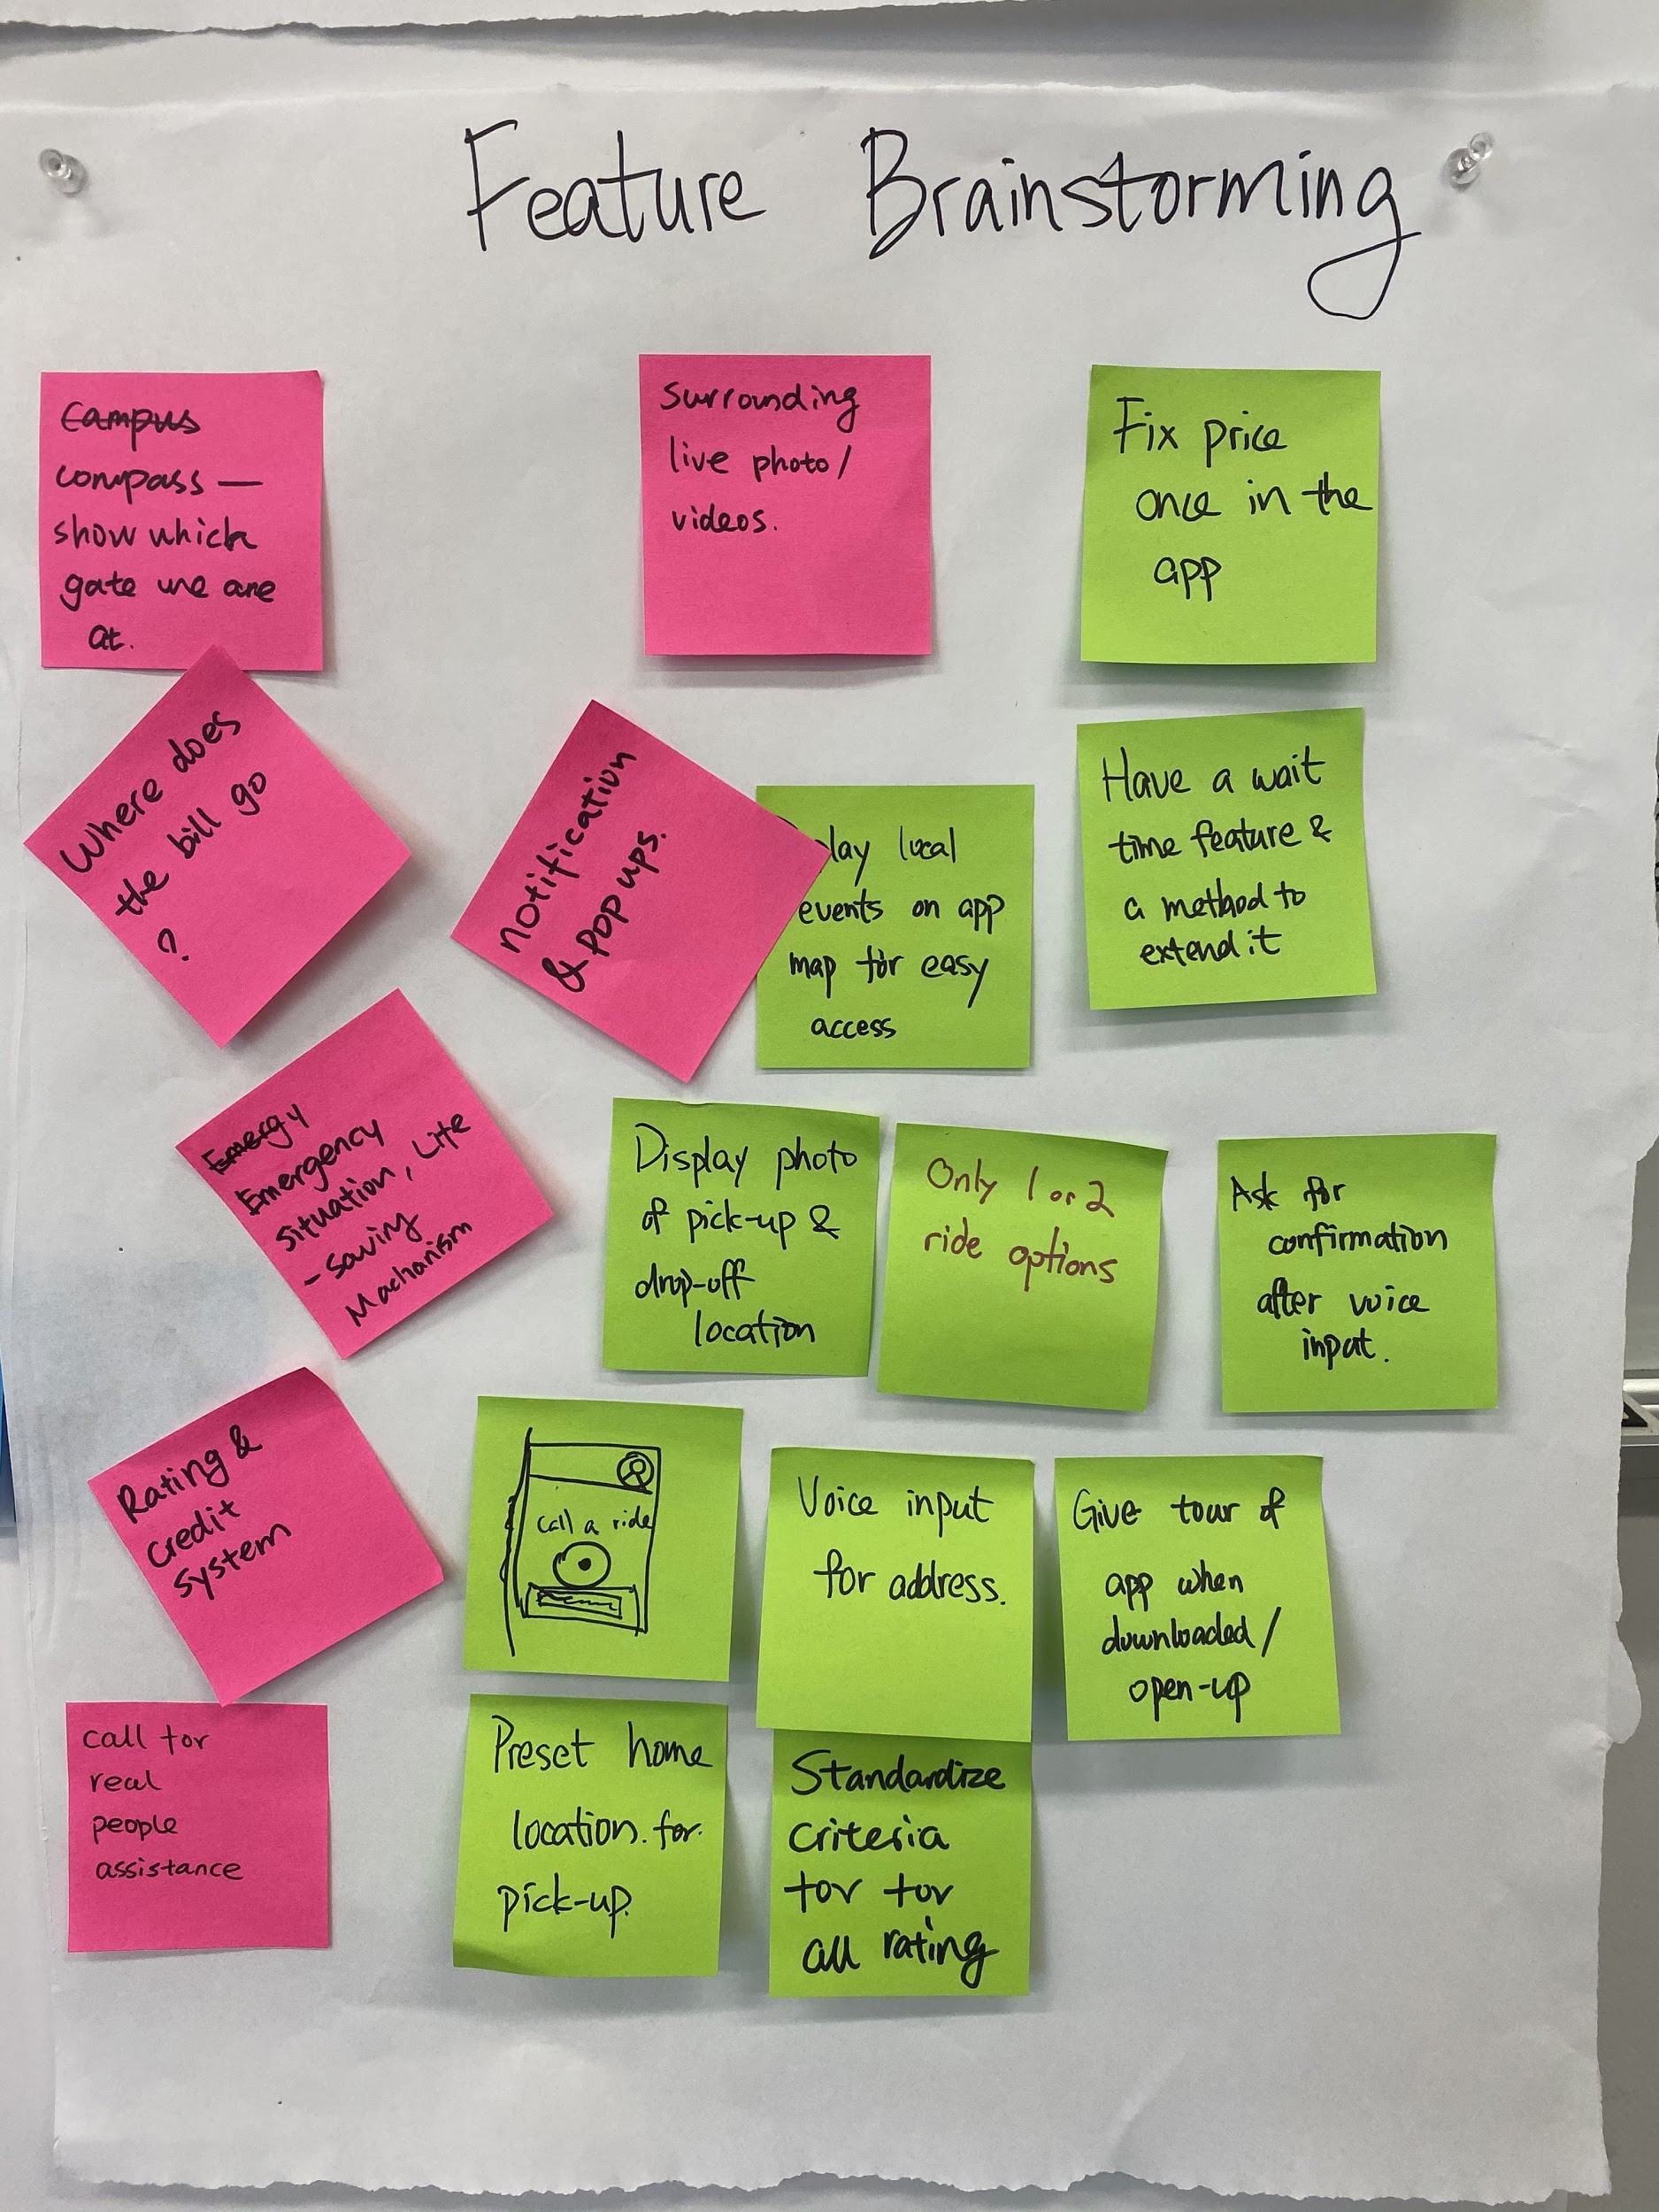 Feature Brainstorming
Campus
compass —
show which
gate we are
at.
Surrounding
live photo/
videos.
Fix price
once in the
app
Where does
the bill go
?
notification
& pop ups.
lay local
events on app
map for easy
access
Have a wait
time feature &
a method to
extend it
Emergy
Emergency
situation, Life
- Saving
Machanism
Display photo
of pick-up &
drop-off
location
Only 1 or 2
ride options
Ask for
confirmation
after voice
input.
Rating &
credit
system
call a ride
Voice input
for address.
Give tour of
app when
downloaded/
open-up
call for
real
people
assistance
Preset home
location for
pick-up.
Standardize
criteria
for for
all rating